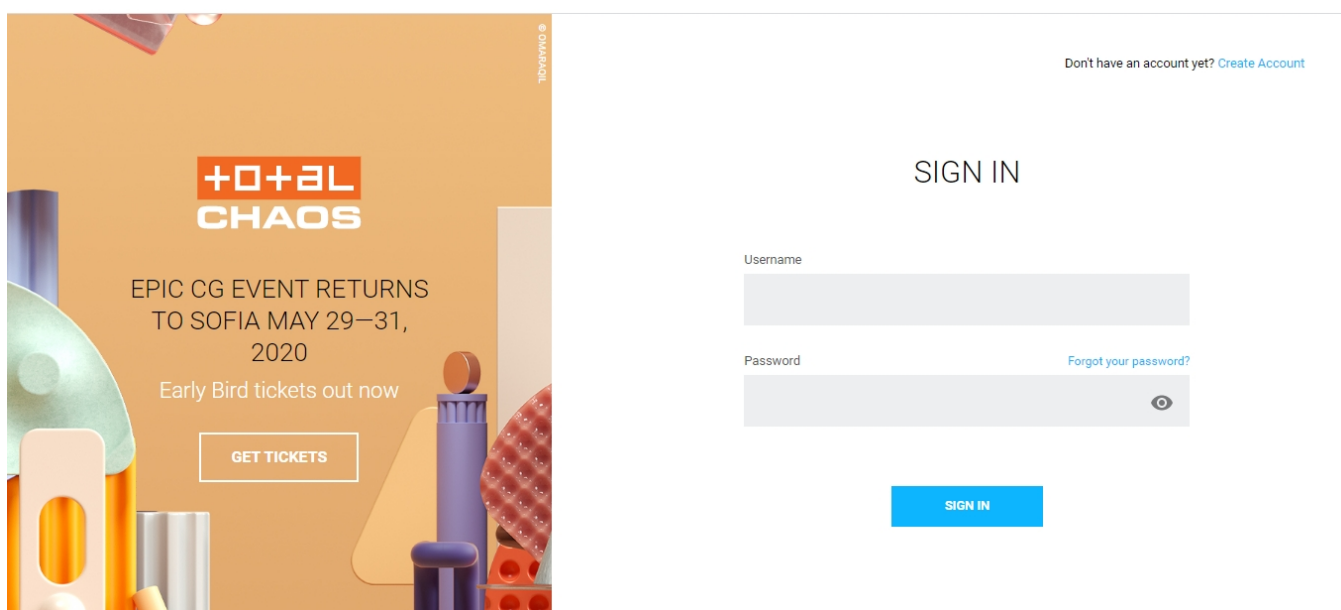 © OMARAQIL
total
CHAOS
EPIC CG EVENT RETURNS
TO SOFIA MAY 29—31,
2020
Early Bird tickets out now
GET TICKETS
Don't have an account yet? Create Account
SIGN IN
Username
Password Forgot your password?
SIGN IN